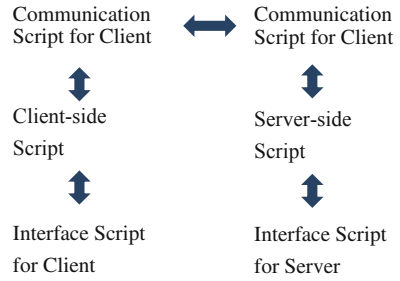 Communication
Script for Client
Communication
Script for Client
Client-side
Script
Server-side
Script
Interface Script
for Client
Interface Script
for Server